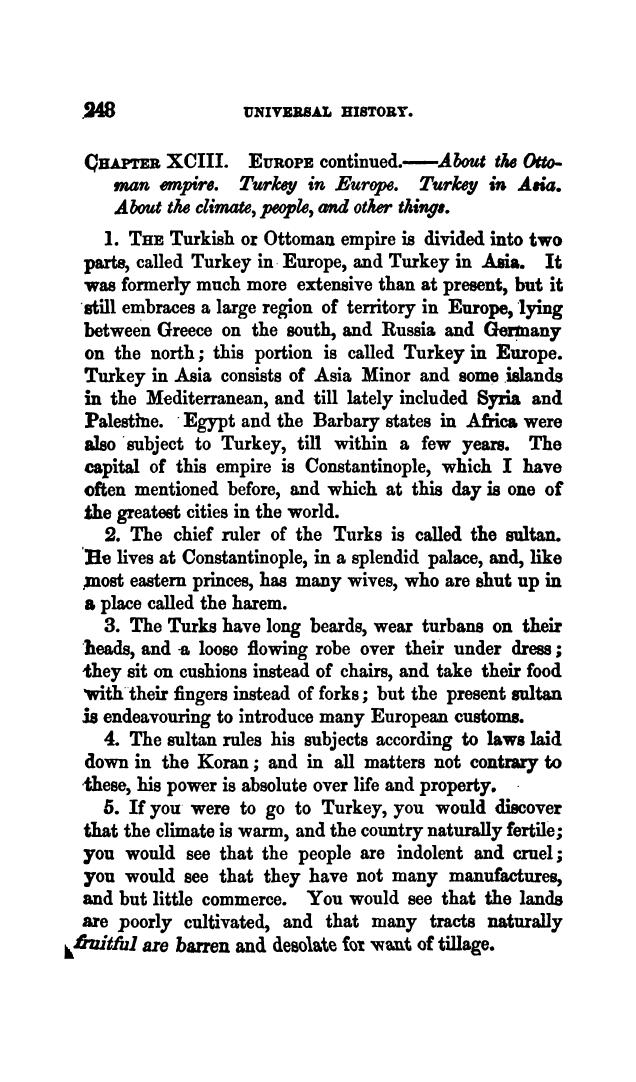 248 UNIVERSAL HISTORY.
CHAPTER XCIII. EUROPE continued.——About the Otto-
man empire. Turkey in Europe. Turkey in Asia.
About the climate, people, and other things.
1. THE Turkish or Ottoman empire is divided into two
parts, called Turkey in Europe, and Turkey in Asia. It
was formerly much more extensive than at present, but it
still embraces a large region of territory in Europe, lying
between Greece on the south, and Russia and Germany
on the north; this portion is called Turkey in Europe.
Turkey in Asia consists of Asia Minor and some islands
in the Mediterranean, and till lately included Syria and
Palestine. Egypt and the Barbary states in Africa were
also subject to Turkey, till within a few years. The
capital of this empire is Constantinople, which I have
often mentioned before, and which at this day is one of
the greatest cities in the world.
2. The chief ruler of the Turks is called the sultan.
He lives at Constantinople, in a splendid palace, and, like
most eastern princes, has many wives, who are shut up in
a place called the harem.
3. The Turks have long beards, wear turbans on their
heads, and a loose flowing robe over their under dress;
they sit on cushions instead of chairs, and take their food
with their fingers instead of forks; but the present sultan
is endeavouring to introduce many European customs.
4. The sultan rules his subjects according to laws laid
down in the Koran; and in all matters not contrary to
these, his power is absolute over life and property.
5. If you were to go to Turkey, you would discover
that the climate is warm, and the country naturally fertile;
you would see that the people are indolent and cruel;
you would see that they have not many manufactures,
and but little commerce. You would see that the lands
are poorly cultivated, and that many tracts naturally
fruitful are barren and desolate for want of tillage.